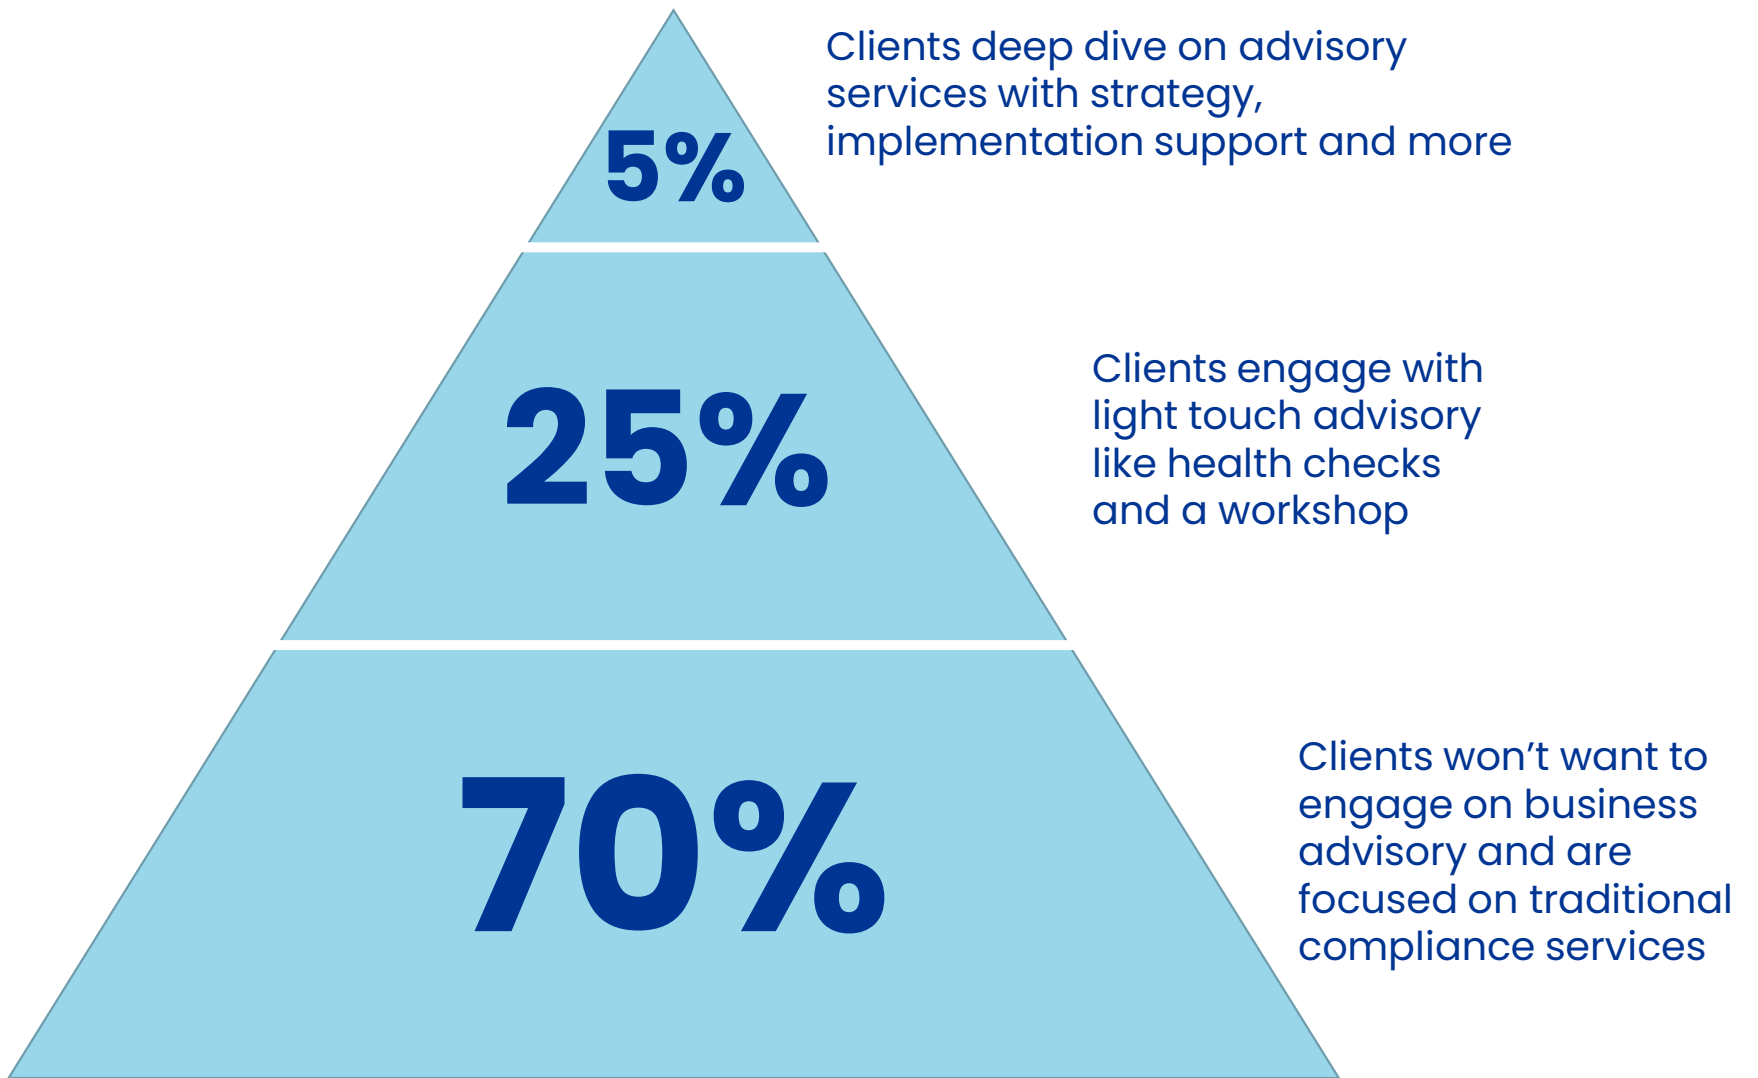 Clients deep dive on advisory
services with strategy,
implementation support and more
5%
Clients engage with
light touch advisory
like health checks
and a workshop
25%
Clients won’t want to
engage on business
advisory and are
focused on traditional
compliance services
70%